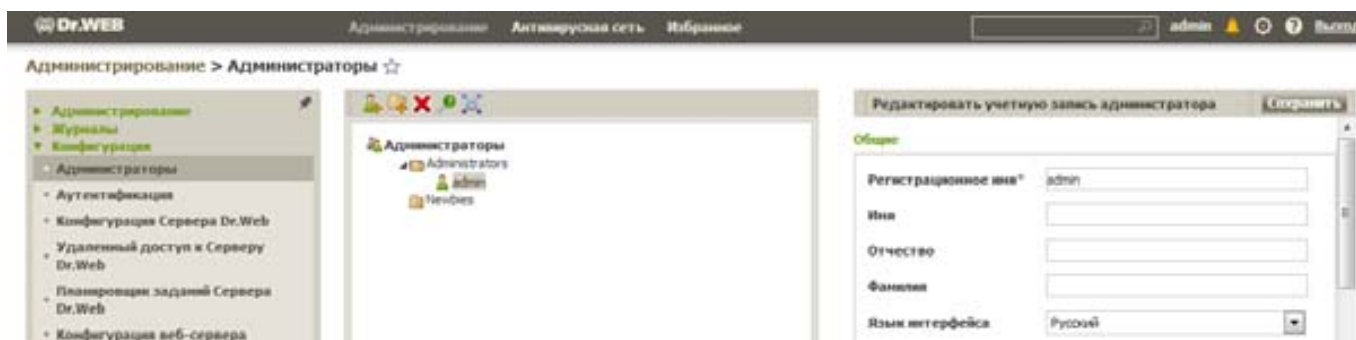 Dr.WEB
Администрирование Антивирусная сеть Избранное
admin
Выход
Администрирование > Администраторы
Администрирование
Журналы
Конфигурация
Администраторы
Аутентификация
Конфигурация Сервера Dr.Web
Удаленный доступ к Серверу
Dr.Web
Планировщик заданий Сервера
Dr.Web
Конфигурация веб-сервера
Администраторы
Administrators
admin
Newbies
Редактировать учетную запись администратора
Сохранить
Общие
Регистрационное имя* admin
Имя
Отчество
Фамилия
Язык интерфейса Русский